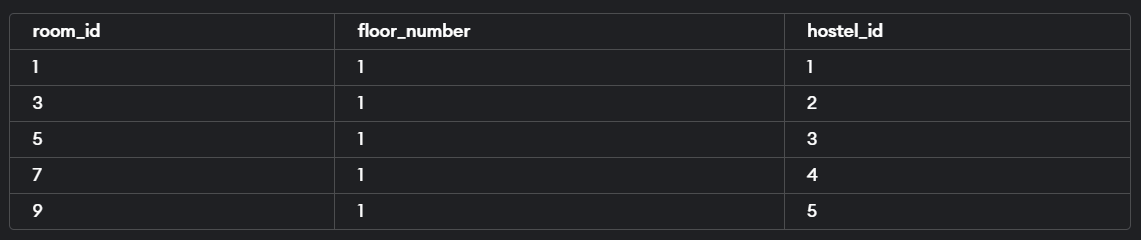 room_id floor_number hostel_id
1 1 1
3 1 2
5 1 3
7 1 4
9 1 5